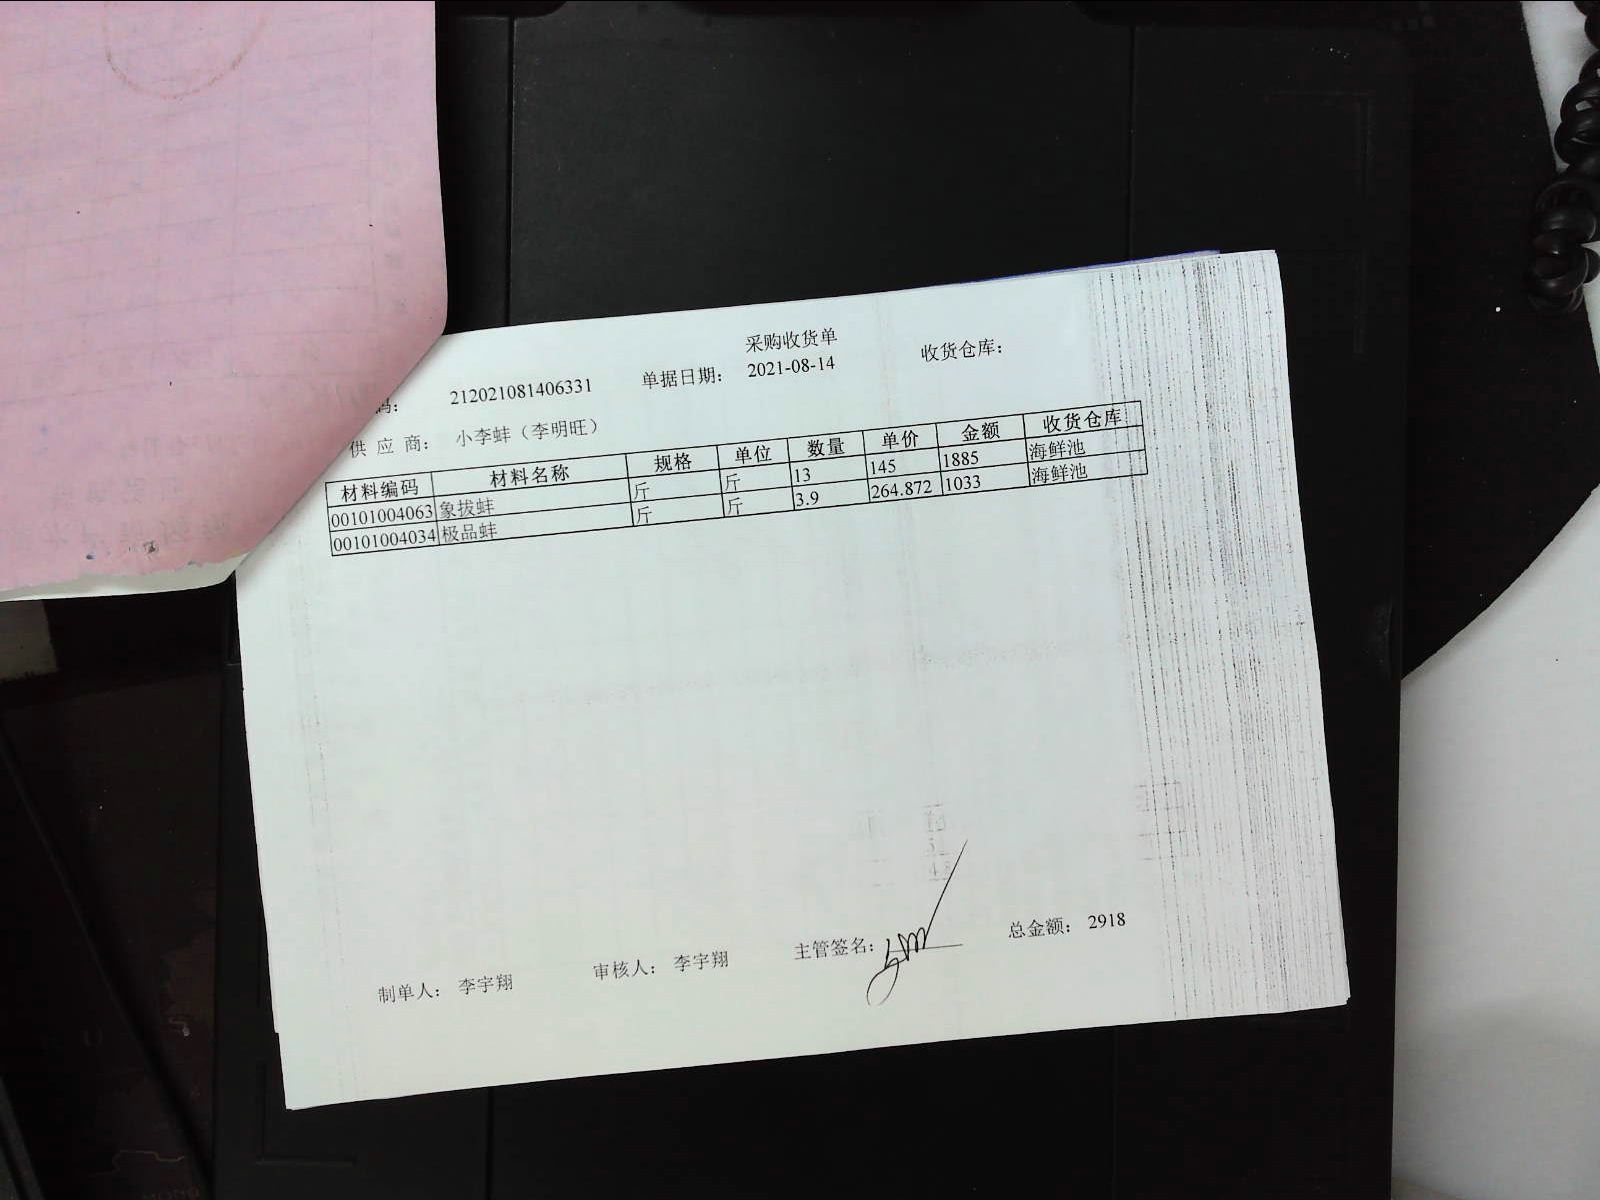 采购收货单
码： 212021081406331 单据日期： 2021-08-14 收货仓库：
供 应 商： 小李蚌（李明旺）
材料编码 材料名称 规格 单位 数量 单价 金额 收货仓库
00101004063 象拔蚌 斤 斤 13 145 1885 海鲜池
00101004034 极品蚌 斤 斤 3.9 264.872 1033 海鲜池
制单人： 李宇翔 审核人： 李宇翔 主管签名： 总金额： 2918